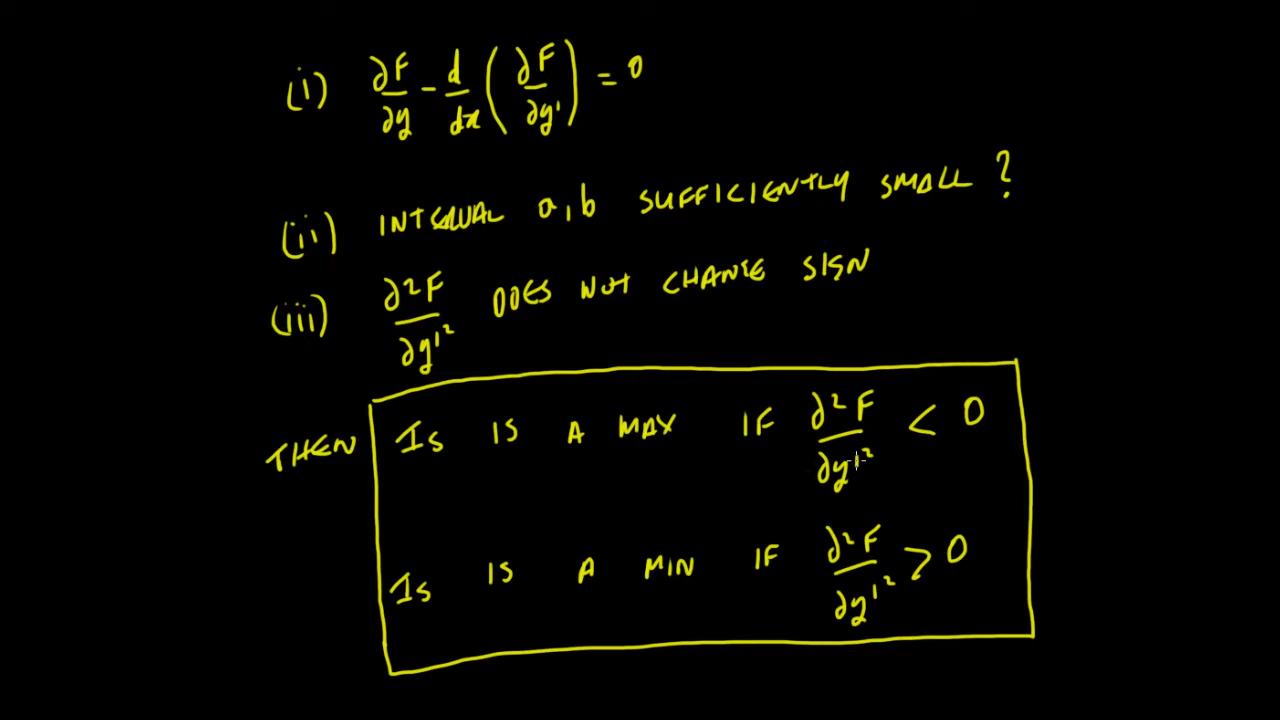 (i) ∂F/∂y - d/dx (∂F/∂y') = 0
(ii) INTERVAL a, b SUFFICIENTLY SMALL ?
(iii) ∂²F/∂y'² DOES NOT CHANGE SIGN
THEN Is IS A MAX IF ∂²F/∂y'² < 0
Is IS A MIN IF ∂²F/∂y'² > 0